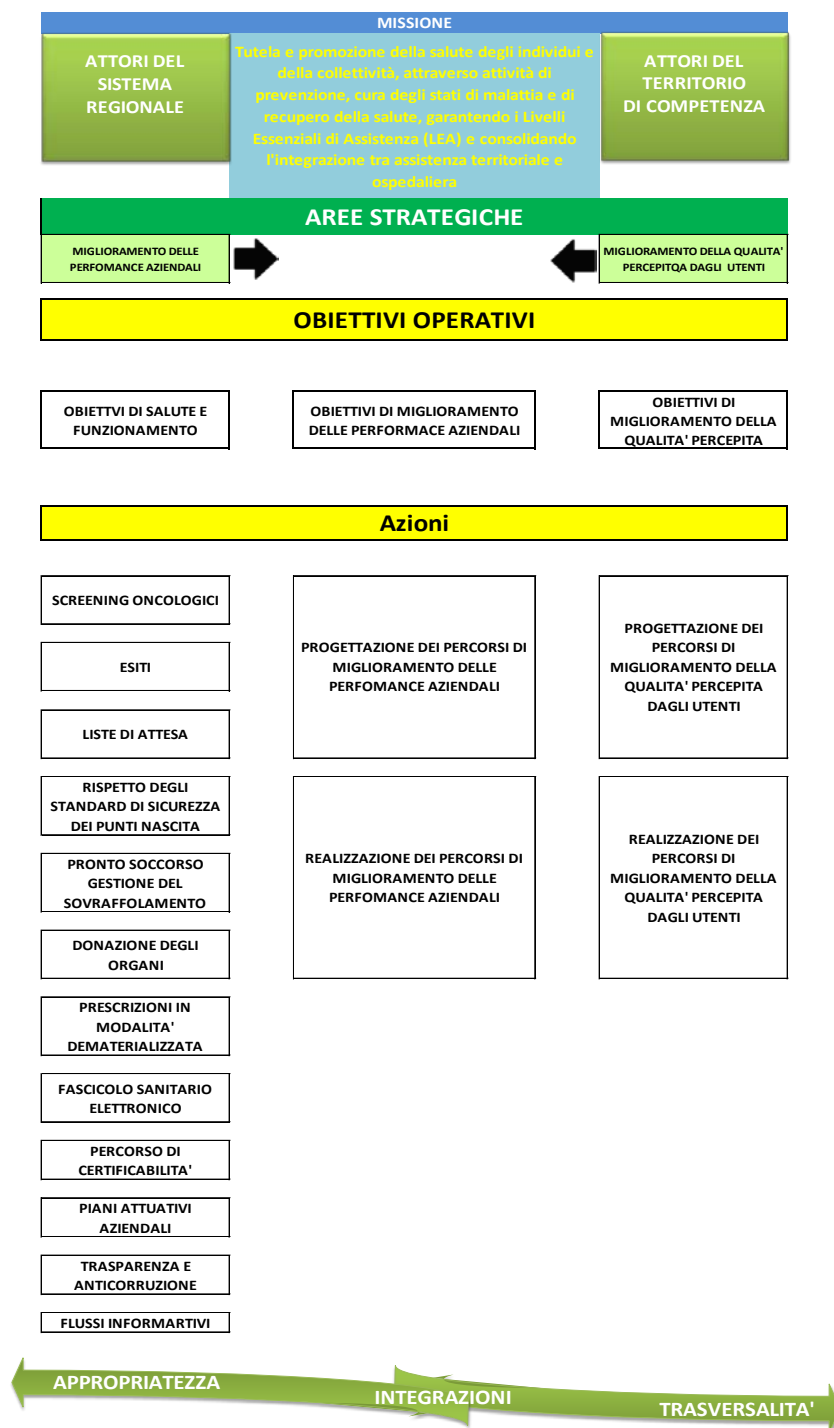 MISSIONE
ATTORI DEL
SISTEMA
REGIONALE
Tutela e promozione della salute degli individui e
della collettività, attraverso attività di
prevenzione, cura degli stati di malattia e di
recupero della salute, garantendo i Livelli
Essenziali di Assistenza (LEA) e consolidando
l'integrazione tra assistenza territoriale e
ospedaliera
ATTORI DEL
TERRITORIO
DI COMPETENZA
AREE STRATEGICHE
MIGLIORAMENTO DELLE
PERFOMANCE AZIENDALI
MIGLIORAMENTO DELLA QUALITA'
PERCEPITQA DAGLI UTENTI
OBIETTIVI OPERATIVI
OBIETTVI DI SALUTE E
FUNZIONAMENTO
OBIETTIVI DI MIGLIORAMENTO
DELLE PERFORMACE AZIENDALI
OBIETTIVI DI
MIGLIORAMENTO DELLA
QUALITA' PERCEPITA
Azioni
SCREENING ONCOLOGICI
ESITI
LISTE DI ATTESA
PROGETTAZIONE DEI PERCORSI DI
MIGLIORAMENTO DELLE
PERFOMANCE AZIENDALI
PROGETTAZIONE DEI
PERCORSI DI
MIGLIORAMENTO DELLA
QUALITA' PERCEPITA
DAGLI UTENTI
RISPETTO DEGLI
STANDARD DI SICUREZZA
DEI PUNTI NASCITA
PRONTO SOCCORSO
GESTIONE DEL
SOVRAFFOLAMENTO
DONAZIONE DEGLI
ORGANI
REALIZZAZIONE DEI PERCORSI DI
MIGLIORAMENTO DELLE
PERFOMANCE AZIENDALI
REALIZZAZIONE DEI
PERCORSI DI
MIGLIORAMENTO DELLA
QUALITA' PERCEPITA
DAGLI UTENTI
PRESCRIZIONI IN
MODALITA'
DEMATERIALIZZATA
FASCICOLO SANITARIO
ELETTRONICO
PERCORSO DI
CERTIFICABILITA'
PIANI ATTUATIVI
AZIENDALI
TRASPARENZA E
ANTICORRUZIONE
FLUSSI INFORMARTIVI
APPROPRIATEZZA
INTEGRAZIONI
TRASVERSALITA'